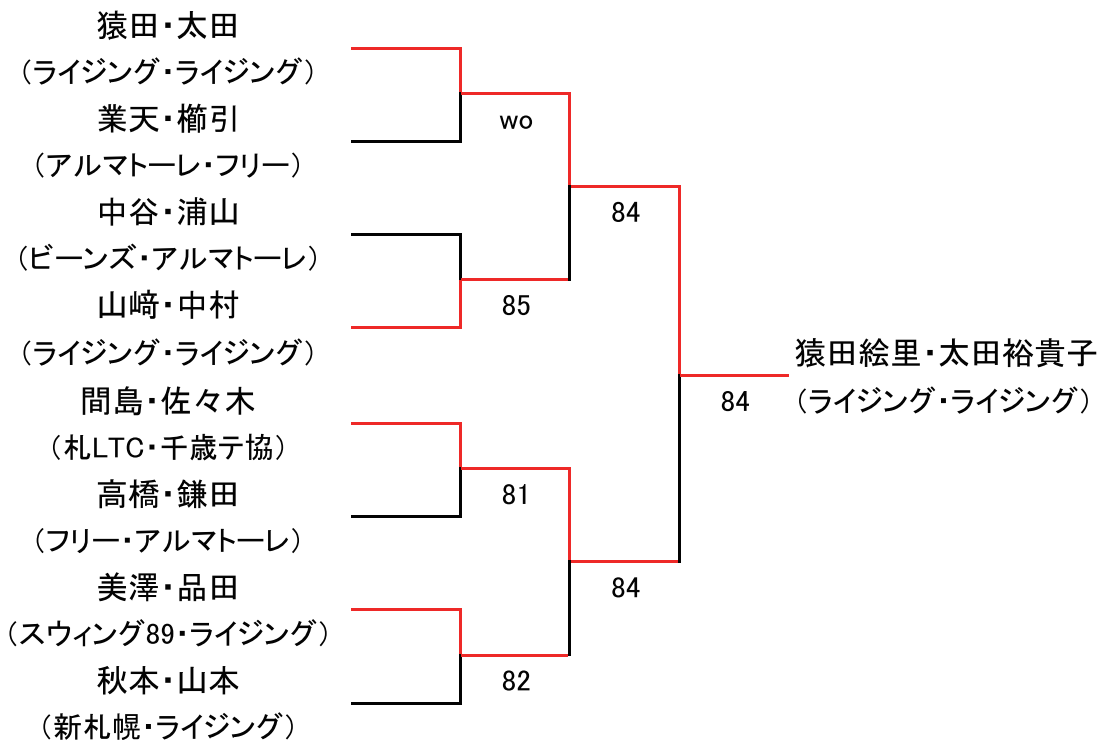 猿田・太田
（ライジング・ライジング）
業天・櫛引
（アルマトーレ・フリー）
wo
中谷・浦山
（ビーンズ・アルマトーレ）
84
山﨑・中村
（ライジング・ライジング）
85
猿田絵里・太田裕貴子
（ライジング・ライジング）
84
間島・佐々木
（札LTC・千歳テ協）
高橋・鎌田
（フリー・アルマトーレ）
81
美澤・品田
（スウィング89・ライジング）
84
秋本・山本
（新札幌・ライジング）
82